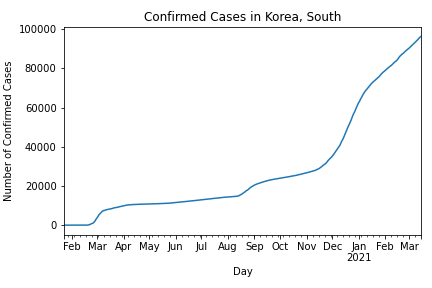 Confirmed Cases in Korea, South
Number of Confirmed Cases
100000
80000
60000
40000
20000
0
Feb Mar Apr May Jun Jul Aug Sep Oct Nov Dec Jan Feb Mar
2021
Day